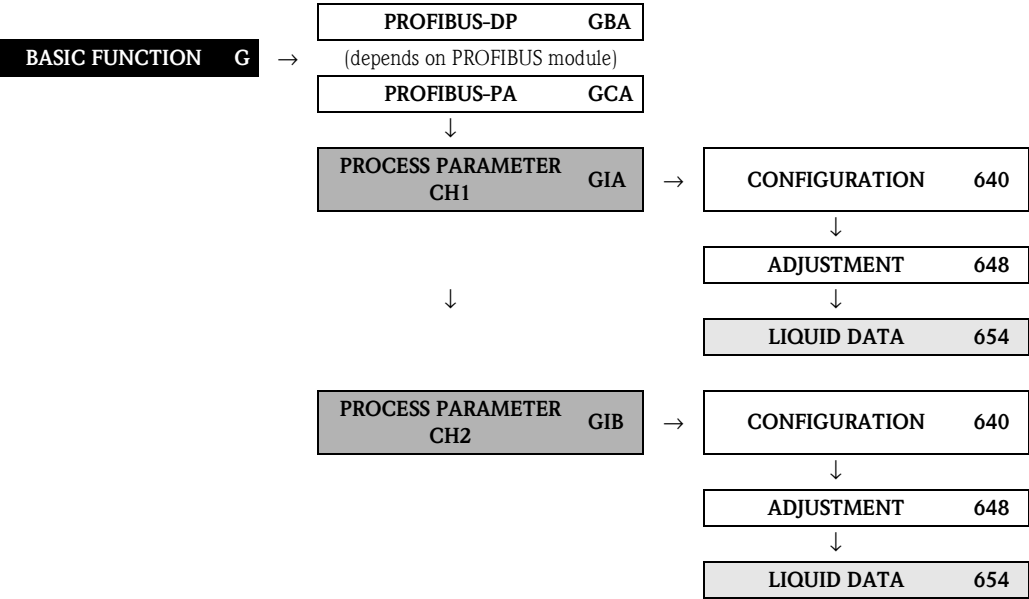 PROFIBUS-DP GBA
BASIC FUNCTION G → (depends on PROFIBUS module)
PROFIBUS-PA GCA
↓
PROCESS PARAMETER
CH1 GIA → CONFIGURATION 640
↓
ADJUSTMENT 648
↓ ↓
LIQUID DATA 654
PROCESS PARAMETER
CH2 GIB → CONFIGURATION 640
↓
ADJUSTMENT 648
↓
LIQUID DATA 654